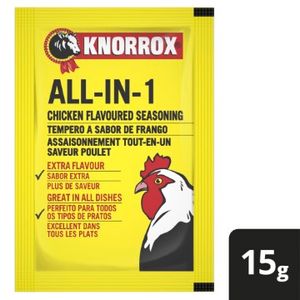 KNORROX
ALL-IN-1
CHICKEN FLAVOURED SEASONING
TEMPERO A SABOR DE FRANGO
ASSAISONNEMENT TOUT-EN-UN
SAVEUR POULET
EXTRA FLAVOUR
SABOR EXTRA
PLUS DE SAVEUR
GREAT IN ALL DISHES
PERFEITO PARA TODOS
OS TIPOS DE PRATOS
EXCELLENT DANS
TOUS LES PLATS
15g